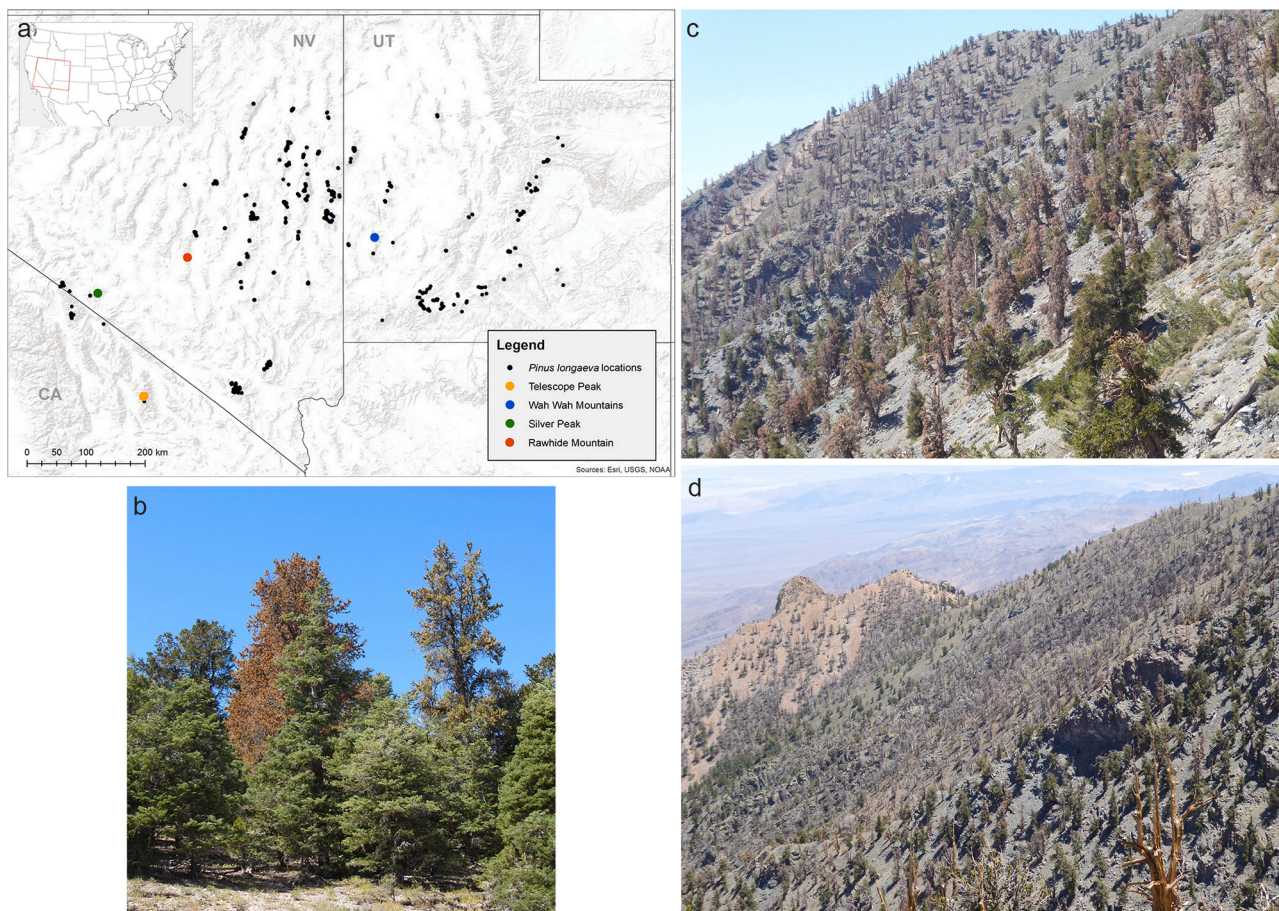 a
NV
UT
CA
Legend
Pinus longaeva locations
Telescope Peak
Wah Wah Mountains
Silver Peak
Rawhide Mountain
0 50 100 200 km
Sources: Esri, USGS, NOAA
b
c
d